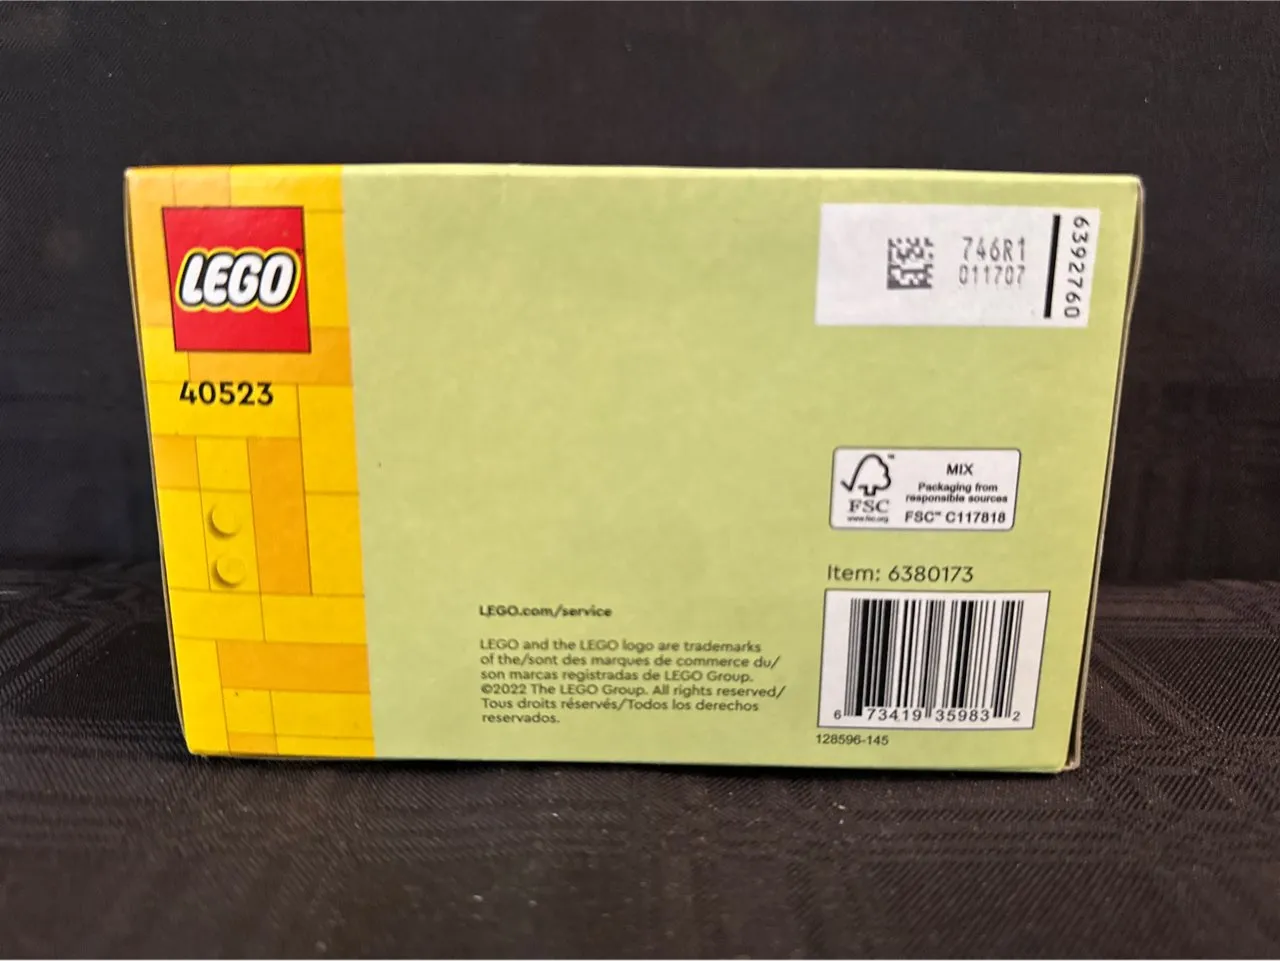 LEGO
40523
746R1
011707
6392760
FSC
www.fsc.org
MIX
Packaging from
responsible sources
FSC™ C117818
Item: 6380173
6 73419 35983 2
128596-145
LEGO.com/service
LEGO and the LEGO logo are trademarks
of the/sont des marques de commerce du/
son marcas registradas de LEGO Group.
©2022 The LEGO Group. All rights reserved/
Tous droits réservés/Todos los derechos
reservados.